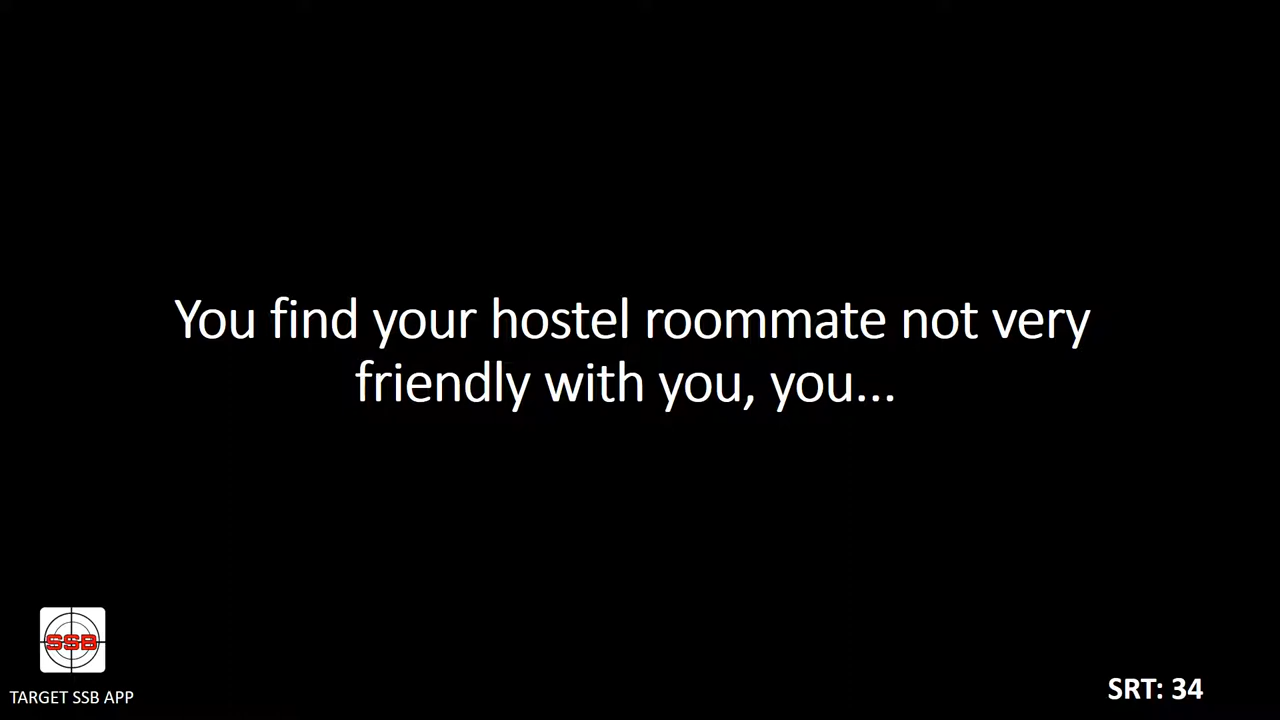 You find your hostel roommate not very
friendly with you, you...
SSB
TARGET SSB APP
SRT: 34